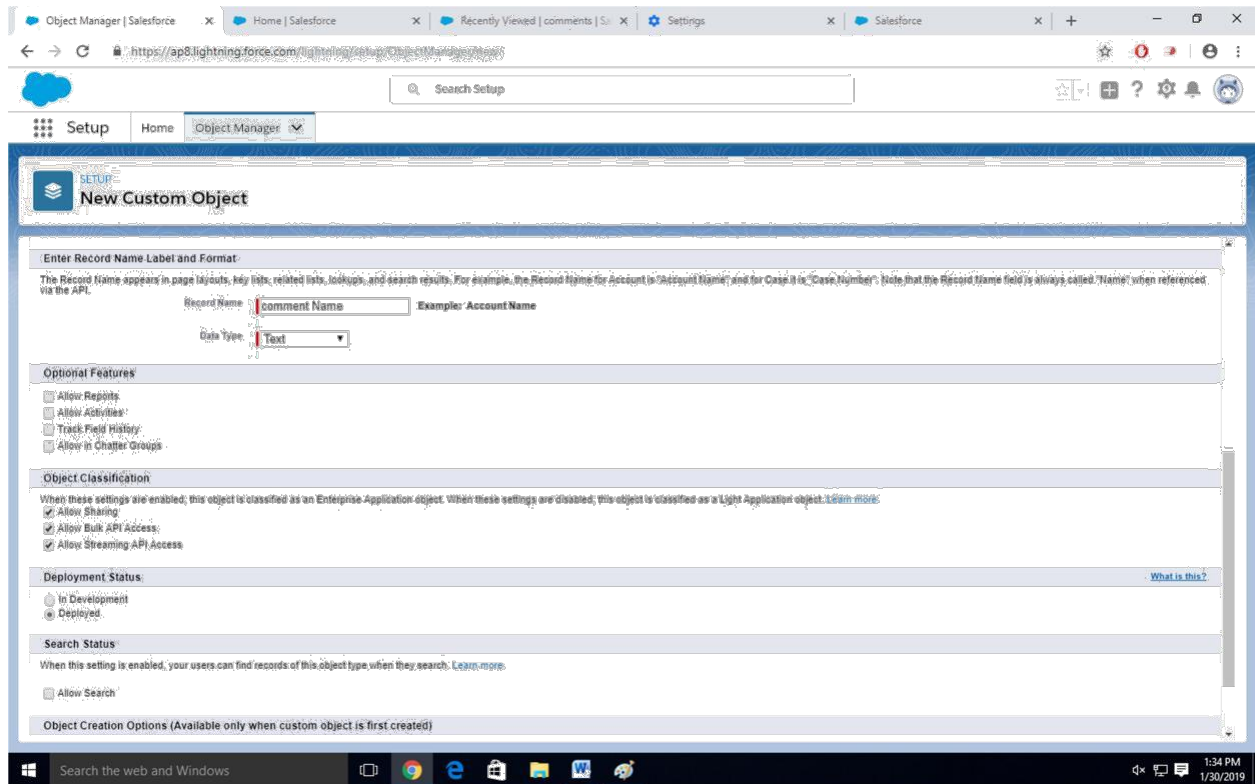 Object Manager | Salesforce
Home | Salesforce
Recently Viewed | comments | Sa
Settings
Salesforce
https://ap8.lightning.force.com/lightning/setup/ObjectManager/new
Search Setup
Setup
Home
Object Manager
SETUP
New Custom Object
Enter Record Name Label and Format
The Record Name appears in page layouts, key lists, related lists, lookups, and search results. For example, the Record Name for Account is "Account Name" and for Case it is "Case Number". Note that the Record Name field is always called "Name" when referenced
via the API.
Record Name comment Name Example: Account Name
Data Type Text
Optional Features
Allow Reports
Allow Activities
Track Field History
Allow in Chatter Groups
Object Classification
When these settings are enabled, this object is classified as an Enterprise Application object. When these settings are disabled, this object is classified as a Light Application object. Learn more
Allow Sharing
Allow Bulk API Access
Allow Streaming API Access
Deployment Status What is this?
In Development
Deployed
Search Status
When this setting is enabled, your users can find records of this object type when they search. Learn more
Allow Search
Object Creation Options (Available only when custom object is first created)
Search the web and Windows
1:34 PM
1/30/2019